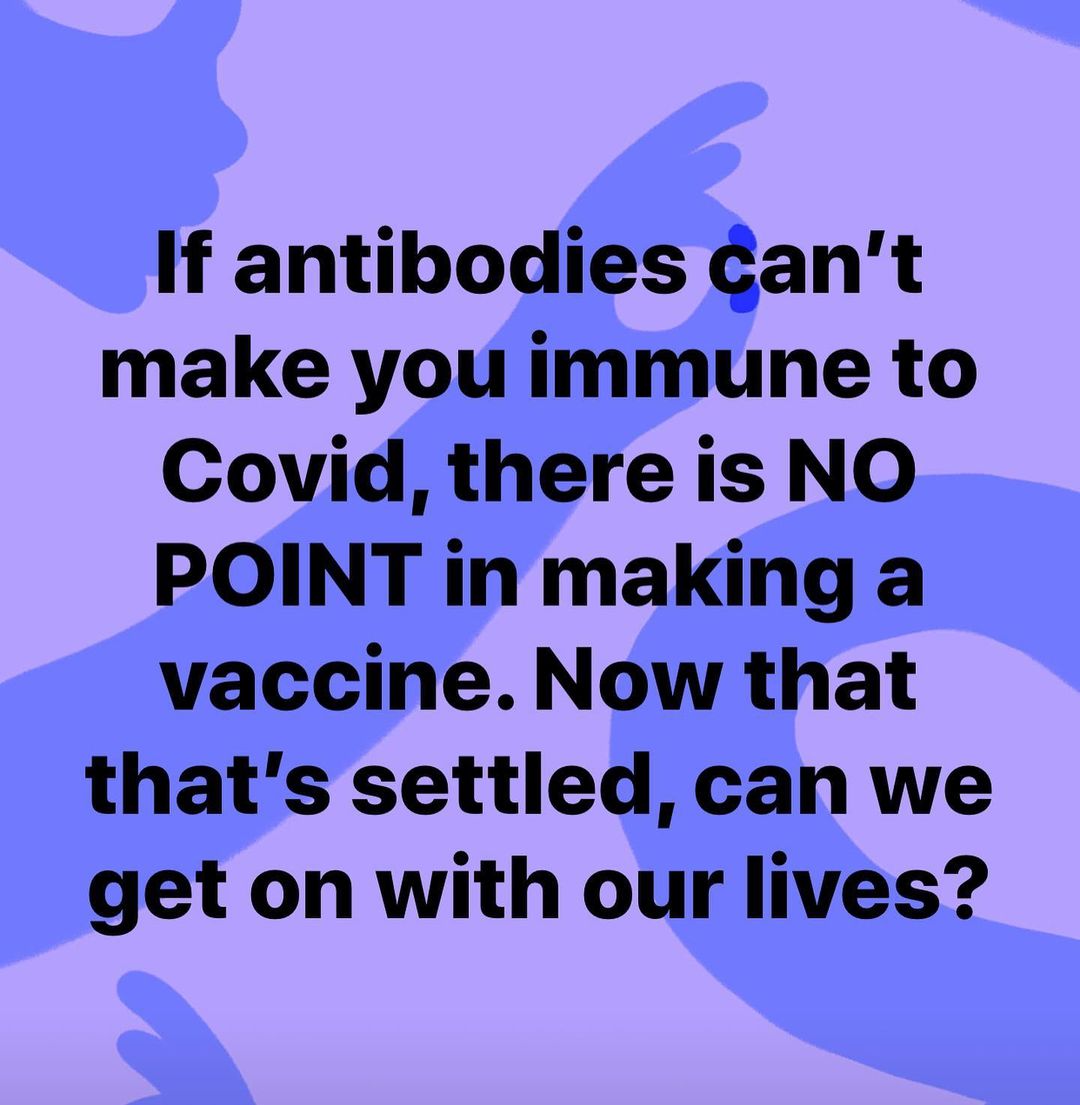 If antibodies can’t
make you immune to
Covid, there is NO
POINT in making a
vaccine. Now that
that’s settled, can we
get on with our lives?